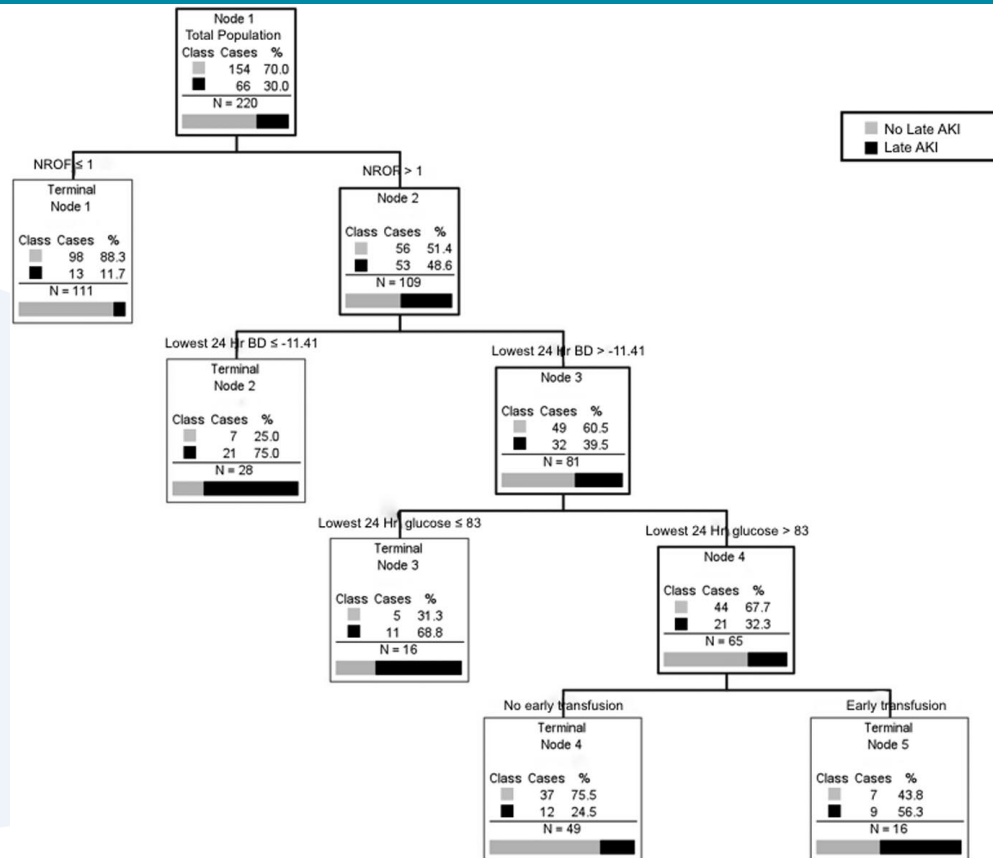 Node 1
Total Population
Class Cases %
154 70.0
66 30.0
N = 220
No Late AKI
Late AKI
NROF ≤ 1
NROF > 1
Terminal
Node 1
Class Cases %
98 88.3
13 11.7
N = 111
Node 2
Class Cases %
56 51.4
53 48.6
N = 109
Lowest 24 Hr BD ≤ -11.41
Lowest 24 Hr BD > -11.41
Terminal
Node 2
Class Cases %
7 25.0
21 75.0
N = 28
Node 3
Class Cases %
49 60.5
32 39.5
N = 81
Lowest 24 Hr glucose ≤ 83
Lowest 24 Hr glucose > 83
Terminal
Node 3
Class Cases %
5 31.3
11 68.8
N = 16
Node 4
Class Cases %
44 67.7
21 32.3
N = 65
No early transfusion
Early transfusion
Terminal
Node 4
Class Cases %
37 75.5
12 24.5
N = 49
Terminal
Node 5
Class Cases %
7 43.8
9 56.3
N = 16